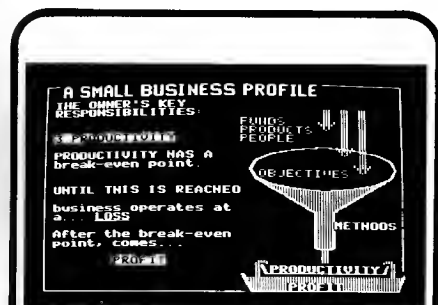 A SMALL BUSINESS PROFILE
THE OWNER'S KEY
RESPONSIBILITIES:
3 PRODUCTIVITY
PRODUCTIVITY HAS A
break-even point.
UNTIL THIS IS REACHED
business operates at
a... LOSS
After the break-even
point, comes...
PROFIT
FUNDS
PRODUCTS
PEOPLE
OBJECTIVES
METHODS
PRODUCTIVITY
PROFIT